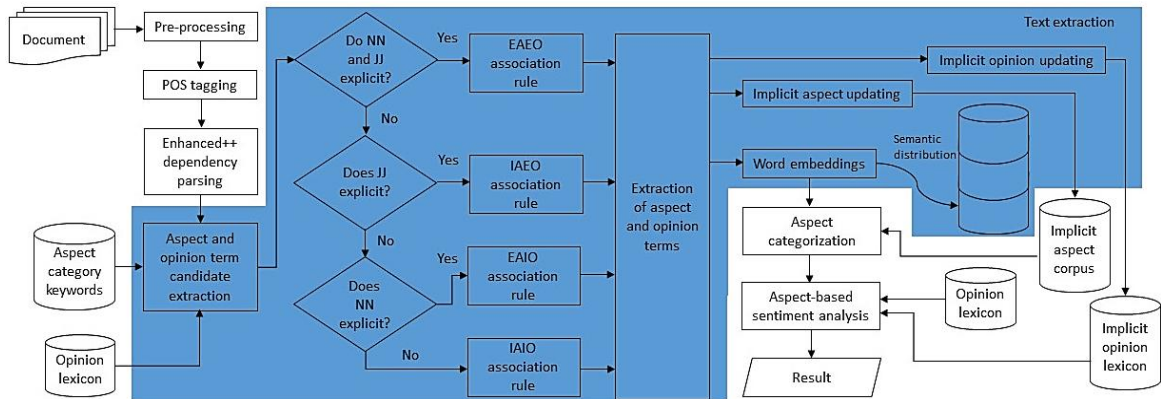 Document
Pre-processing
POS tagging
Enhanced++
dependency
parsing
Aspect
category
keywords
Opinion
lexicon
Aspect and
opinion term
candidate
extraction
Do NN
and JJ
explicit?
Yes
No
EAEO
association
rule
Does JJ
explicit?
Yes
No
IAEO
association
rule
Does
NN
explicit?
Yes
No
EAIO
association
rule
IAIO
association
rule
Extraction
of aspect
and opinion
terms
Text extraction
Implicit opinion updating
Implicit aspect updating
Word embeddings
Semantic
distribution
Aspect
categorization
Implicit
aspect
corpus
Aspect-based
sentiment analysis
Opinion
lexicon
Implicit
opinion
lexicon
Result